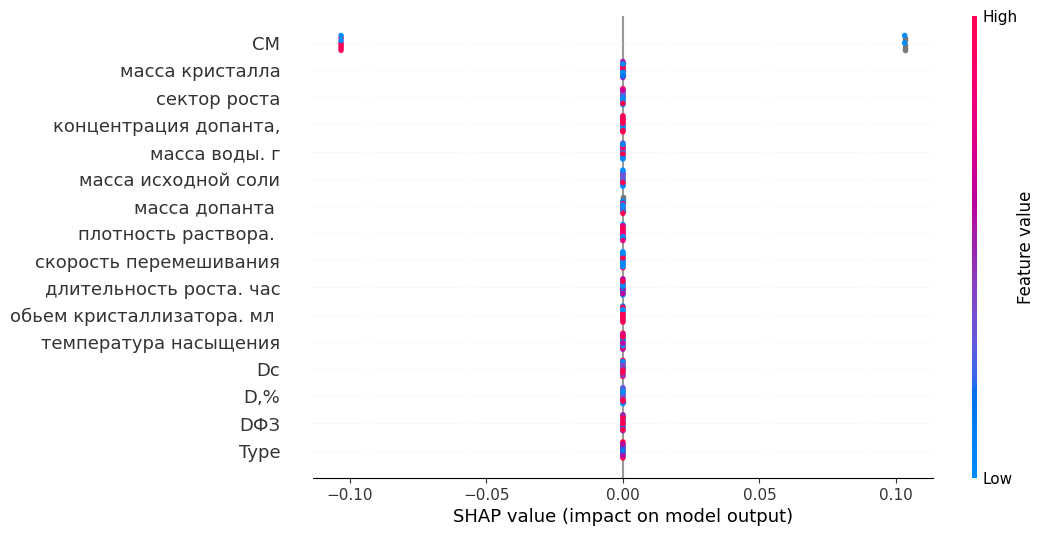 High
CM
масса кристалла
сектор роста
концентрация допанта,
масса воды. г
масса исходной соли
масса допанта
плотность раствора.
скорость перемешивания
длительность роста. час
обьем кристаллизатора. мл
температура насыщения
Dc
D,%
DФЗ
Type
Feature value
Low
−0.10 −0.05 0.00 0.05 0.10
SHAP value (impact on model output)